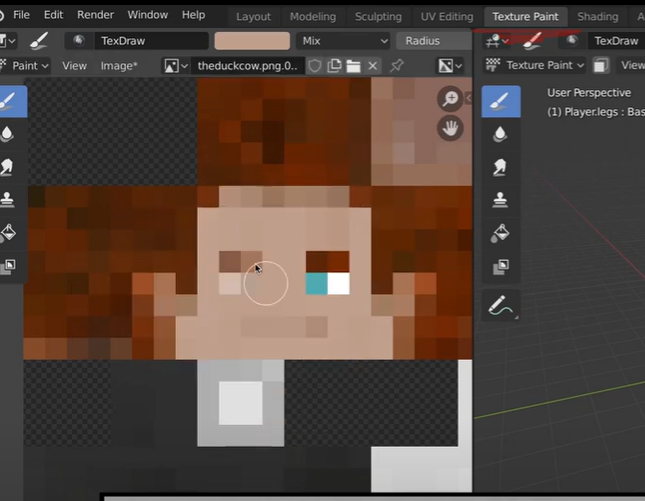 File Edit Render Window Help Layout Modeling Sculpting UV Editing Texture Paint Shading
TexDraw Mix Radius TexDraw
Paint View Image* theduckcow.png.0.. Texture Paint View
User Perspective
(1) Player.legs : Bas